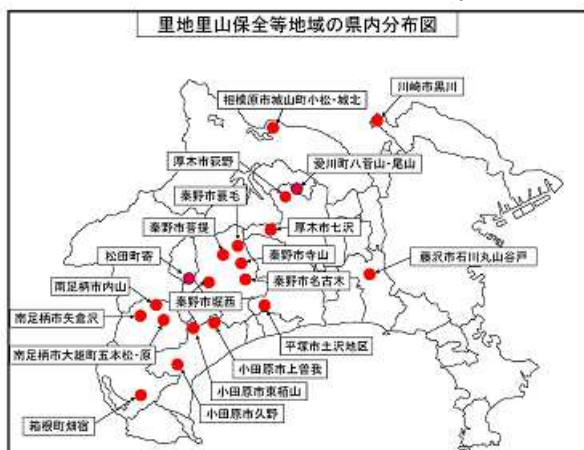 里地里山保全等地域の県内分布図
川崎市黒川
相模原市城山町小松・城北
厚木市荻野
愛川町八菅山・尾山
秦野市蓑毛
秦野市菩提
厚木市七沢
松田町寄
秦野市寺山
藤沢市石川丸山谷戸
南足柄市内山
秦野市堀西
秦野市名古木
南足柄市矢倉沢
平塚市土沢地区
南足柄市大雄町五本松・原
小田原市上曽我
小田原市東栢山
小田原市久野
箱根町畑宿